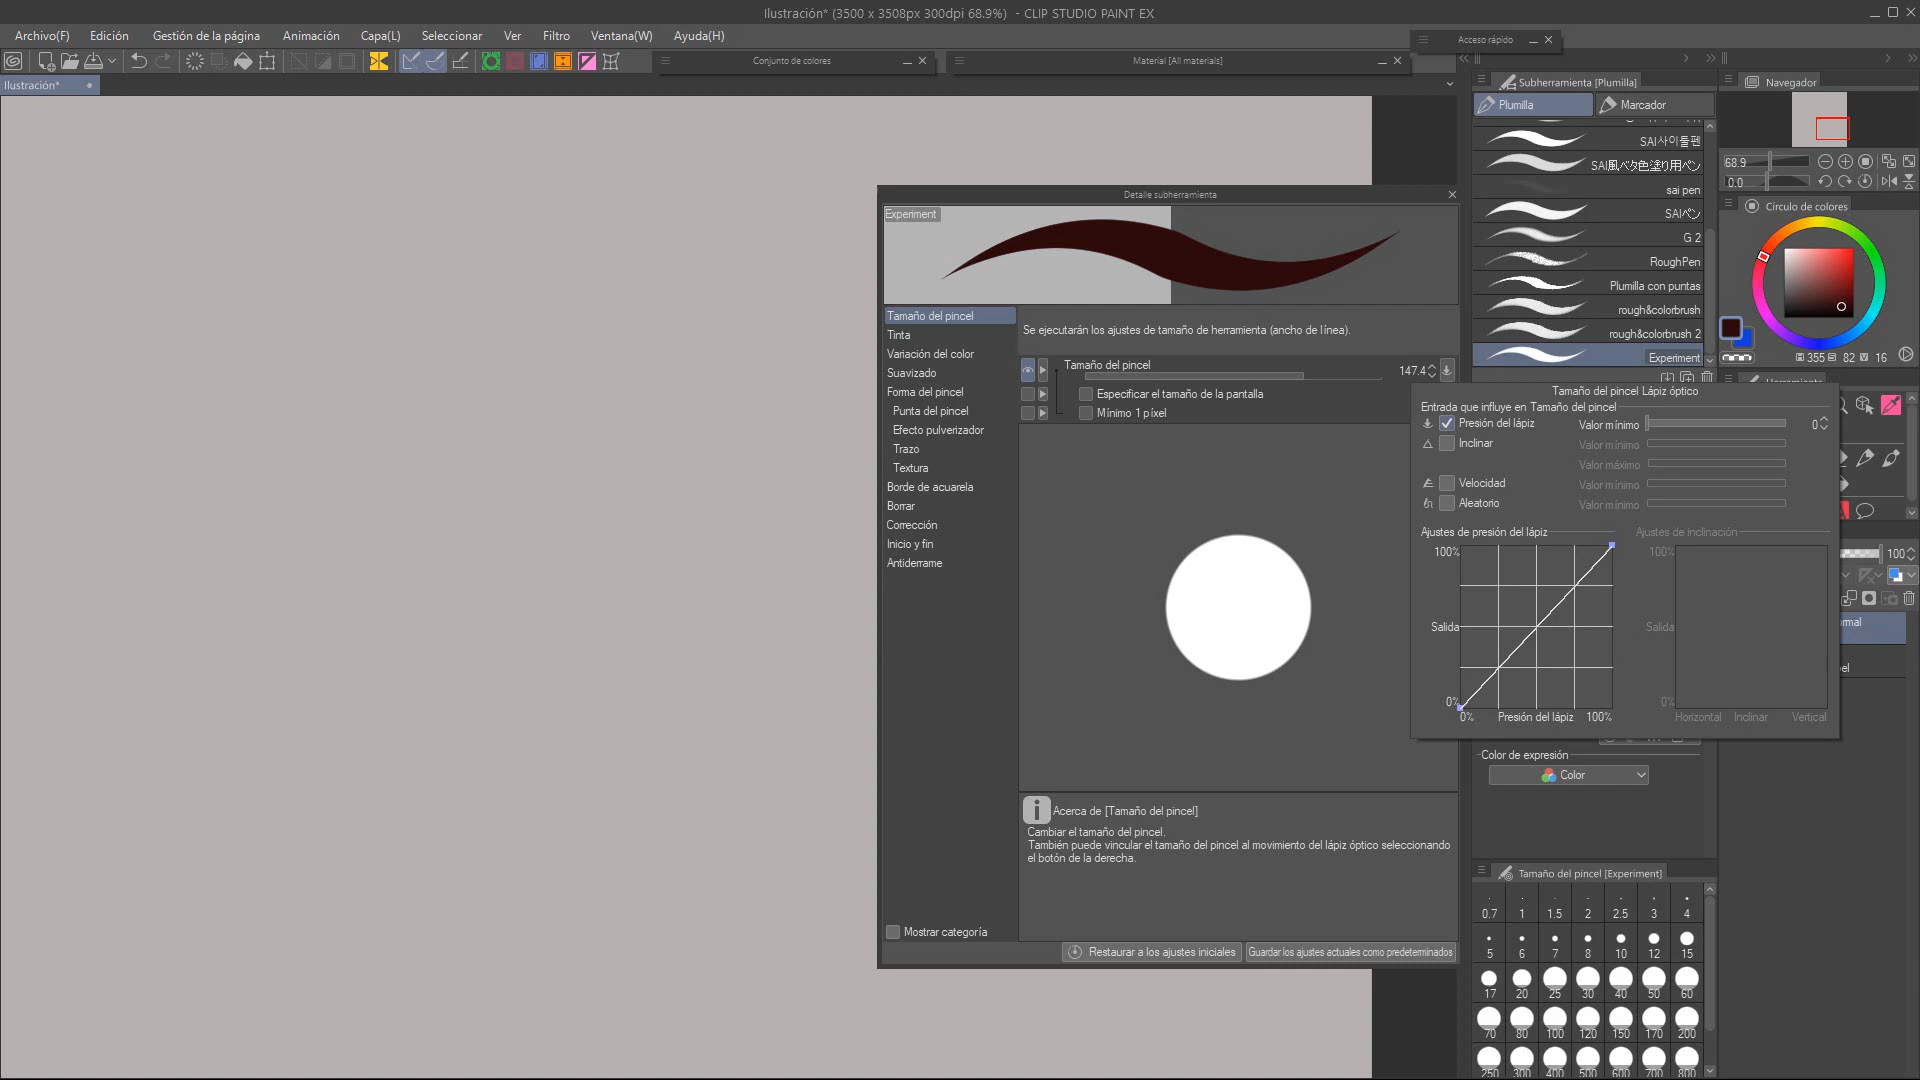 Ilustración* (3500 x 3508px 300dpi 68.9%) - CLIP STUDIO PAINT EX
Archivo(F) Edición Gestión de la página Animación Capa(L) Seleccionar Ver Filtro Ventana(W) Ayuda(H)
Acceso rápido
Conjunto de colores
Material [All materials]
Ilustración*
Subherramienta [Plumilla]
Plumilla
Marcador
SAI사이둘펜
SAI風ベタ色塗り用ペン
sai pen
SAIペン
G 2
RoughPen
Plumilla con puntas
rough&colorbrush
rough&colorbrush 2
Experiment
Navegador
68.9
0.0
Círculo de colores
H 355 S 82 V 16
Detalle subherramienta
Experiment
Tamaño del pincel
Tinta
Variación del color
Suavizado
Forma del pincel
Punta del pincel
Efecto pulverizador
Trazo
Textura
Borde de acuarela
Borrar
Corrección
Inicio y fin
Antiderrame
Mostrar categoría
Se ejecutarán los ajustes de tamaño de herramienta (ancho de línea).
Tamaño del pincel
147.4
Especificar el tamaño de la pantalla
Mínimo 1 píxel
Acerca de [Tamaño del pincel]
Cambiar el tamaño del pincel.
También puede vincular el tamaño del pincel al movimiento del lápiz óptico seleccionando
el botón de la derecha.
Restaurar a los ajustes iniciales
Guardar los ajustes actuales como predeterminados
Tamaño del pincel Lápiz óptico
Entrada que influye en Tamaño del pincel
Presión del lápiz Valor mínimo 0
Inclinar Valor mínimo
Valor máximo
Velocidad Valor mínimo
Aleatorio Valor mínimo
Ajustes de presión del lápiz
100%
Salida
0%
0% Presión del lápiz 100%
Ajustes de inclinación
100%
Salida
0%
Horizontal Inclinar Vertical
100
Color de expresión
Color
Tamaño del pincel [Experiment]
0.7 1 1.5 2 2.5 3 4
5 6 7 8 10 12 15
17 20 25 30 40 50 60
70 80 100 120 150 170 200
250 300 400 500 600 700 800